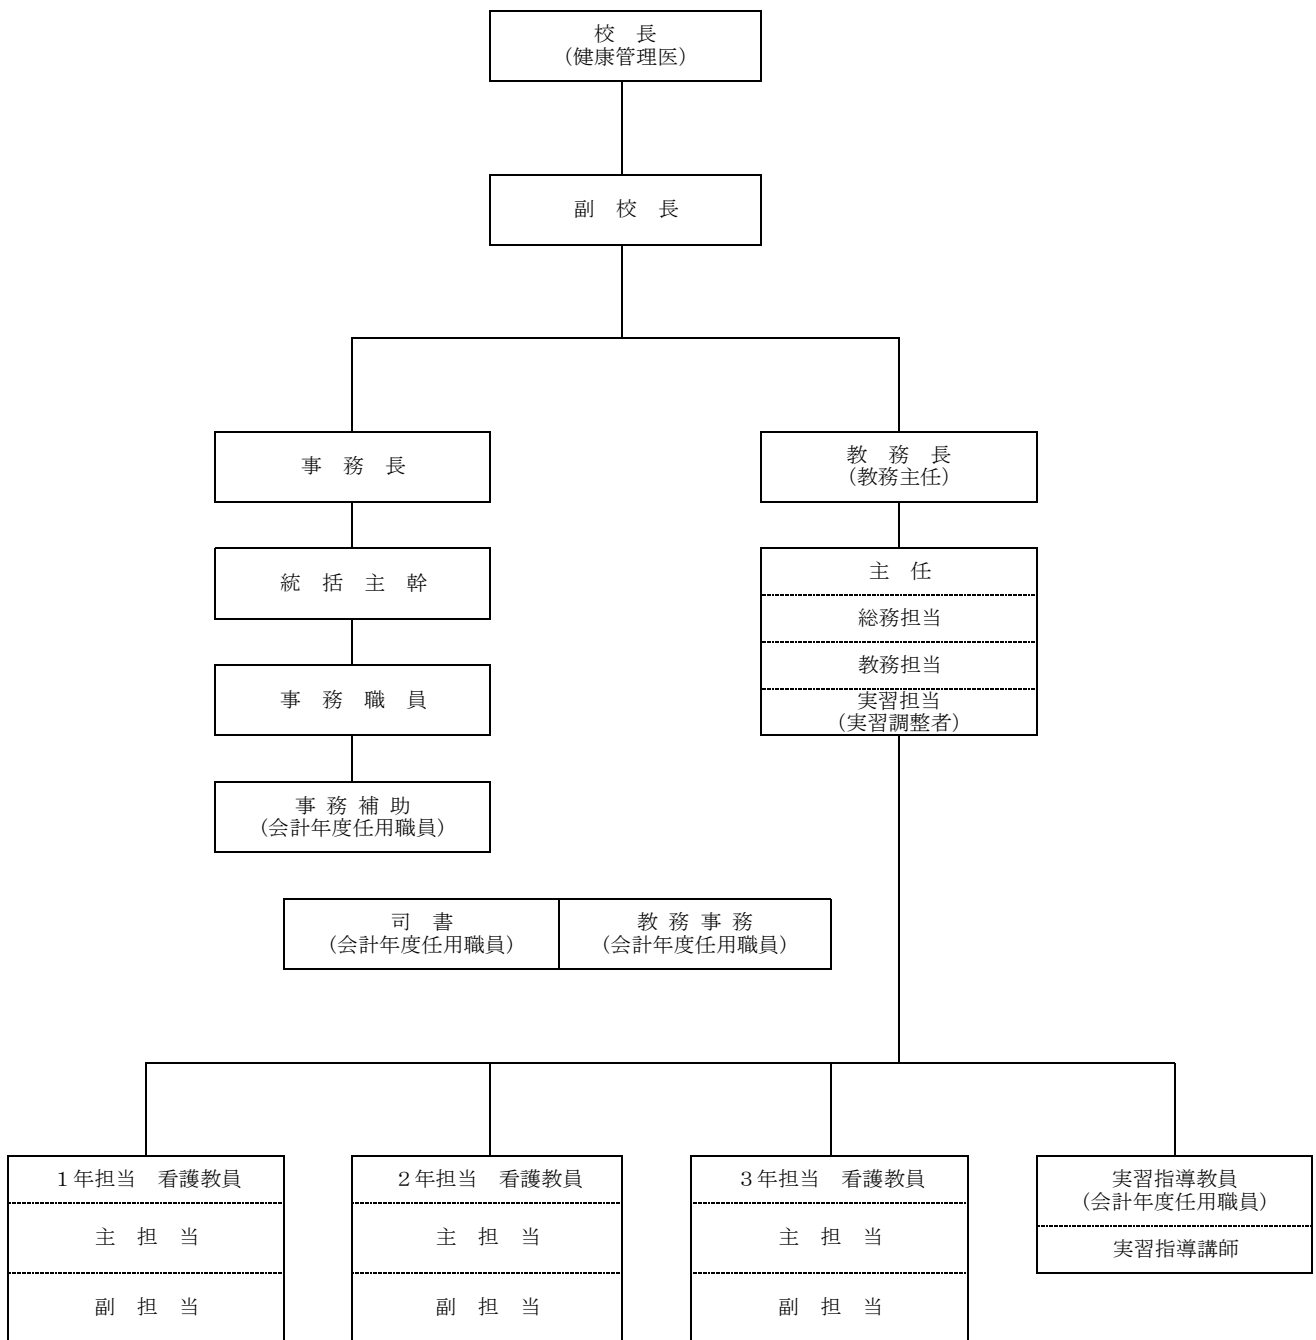 校　長
（健康管理医）
副　校　長
事　務　長
教　務　長
（教務主任）
統　括　主　幹
主　任
総務担当
教務担当
事　務　職　員
実習担当
（実習調整者）
事 務 補 助
（会計年度任用職員）
司　書
（会計年度任用職員）
教 務 事 務
（会計年度任用職員）
１年担当　看護教員
主　担　当
副　担　当
２年担当　看護教員
主　担　当
副　担　当
３年担当　看護教員
主　担　当
副　担　当
実習指導教員
（会計年度任用職員）
実習指導講師